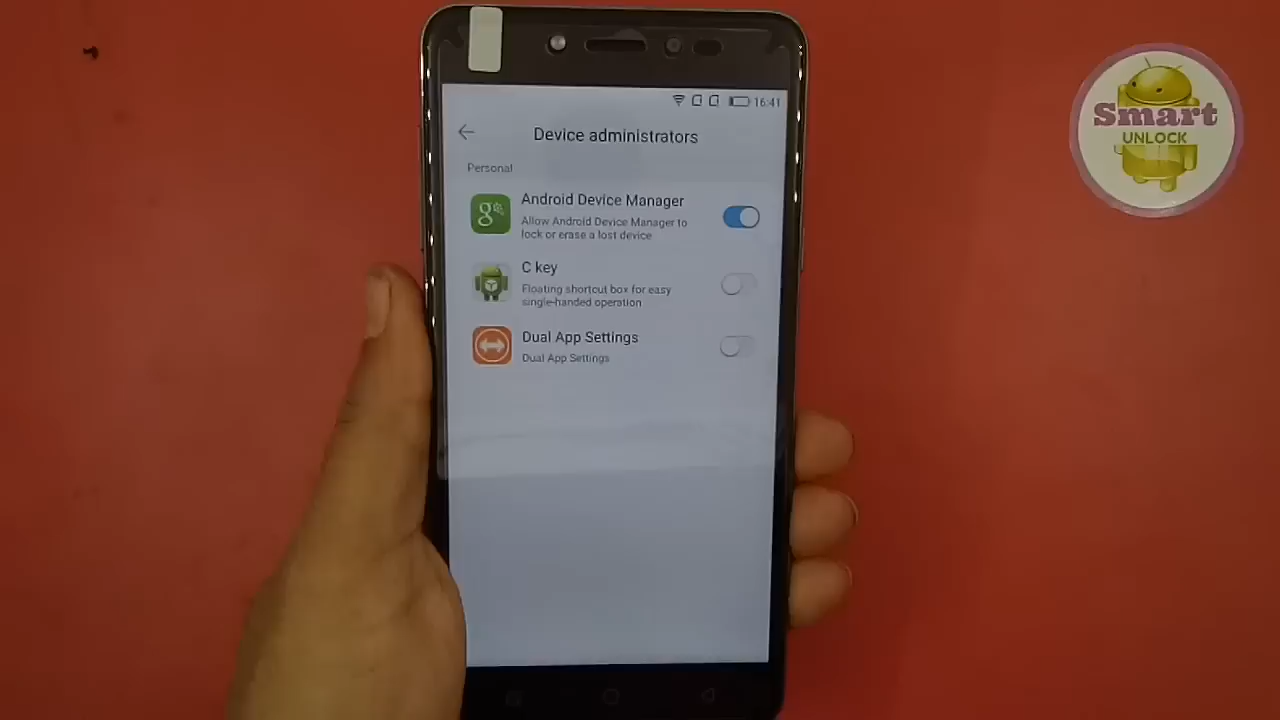 16:41
Device administrators
Personal
Android Device Manager
Allow Android Device Manager to
lock or erase a lost device
C key
Floating shortcut box for easy
single-handed operation
Dual App Settings
Dual App Settings
Smart
UNLOCK